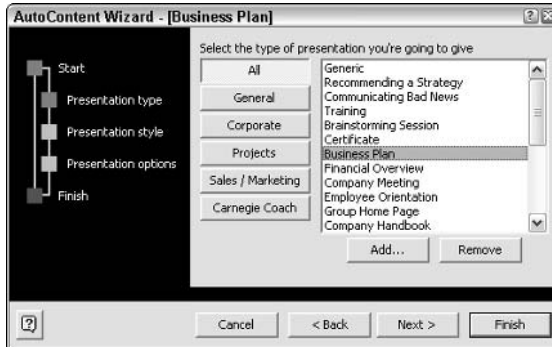 AutoContent Wizard - [Business Plan]
Start
Presentation type
Presentation style
Presentation options
Finish
Select the type of presentation you're going to give
All
General
Corporate
Projects
Sales / Marketing
Carnegie Coach
Generic
Recommending a Strategy
Communicating Bad News
Training
Brainstorming Session
Certificate
Business Plan
Financial Overview
Company Meeting
Employee Orientation
Group Home Page
Company Handbook
Add...
Remove
Cancel
< Back
Next >
Finish